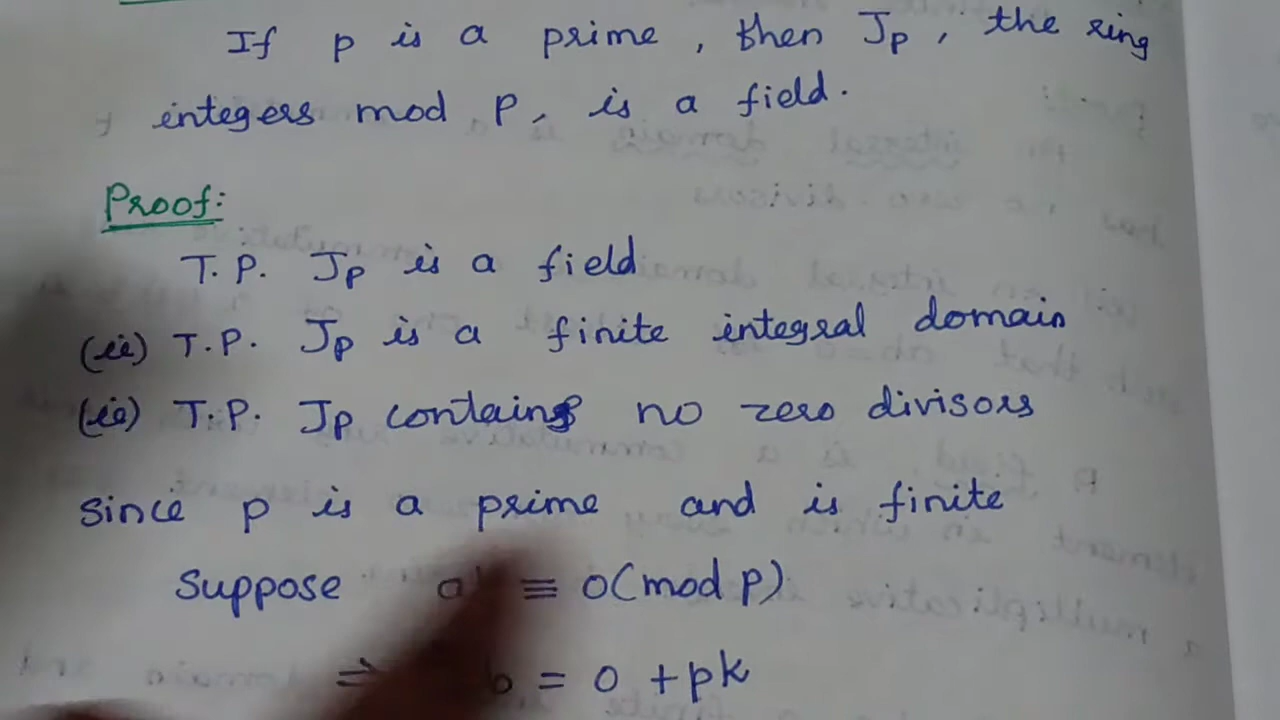 If p is a prime, then Jp, the ring
integers mod p, is a field.
Proof:
T.P. Jp is a field
(ie) T.P. Jp is a finite integral domain
(ie) T.P. Jp contains no zero divisors
since p is a prime and is finite
Suppose a ≡ 0(mod p)
⇒ b = 0 + pk